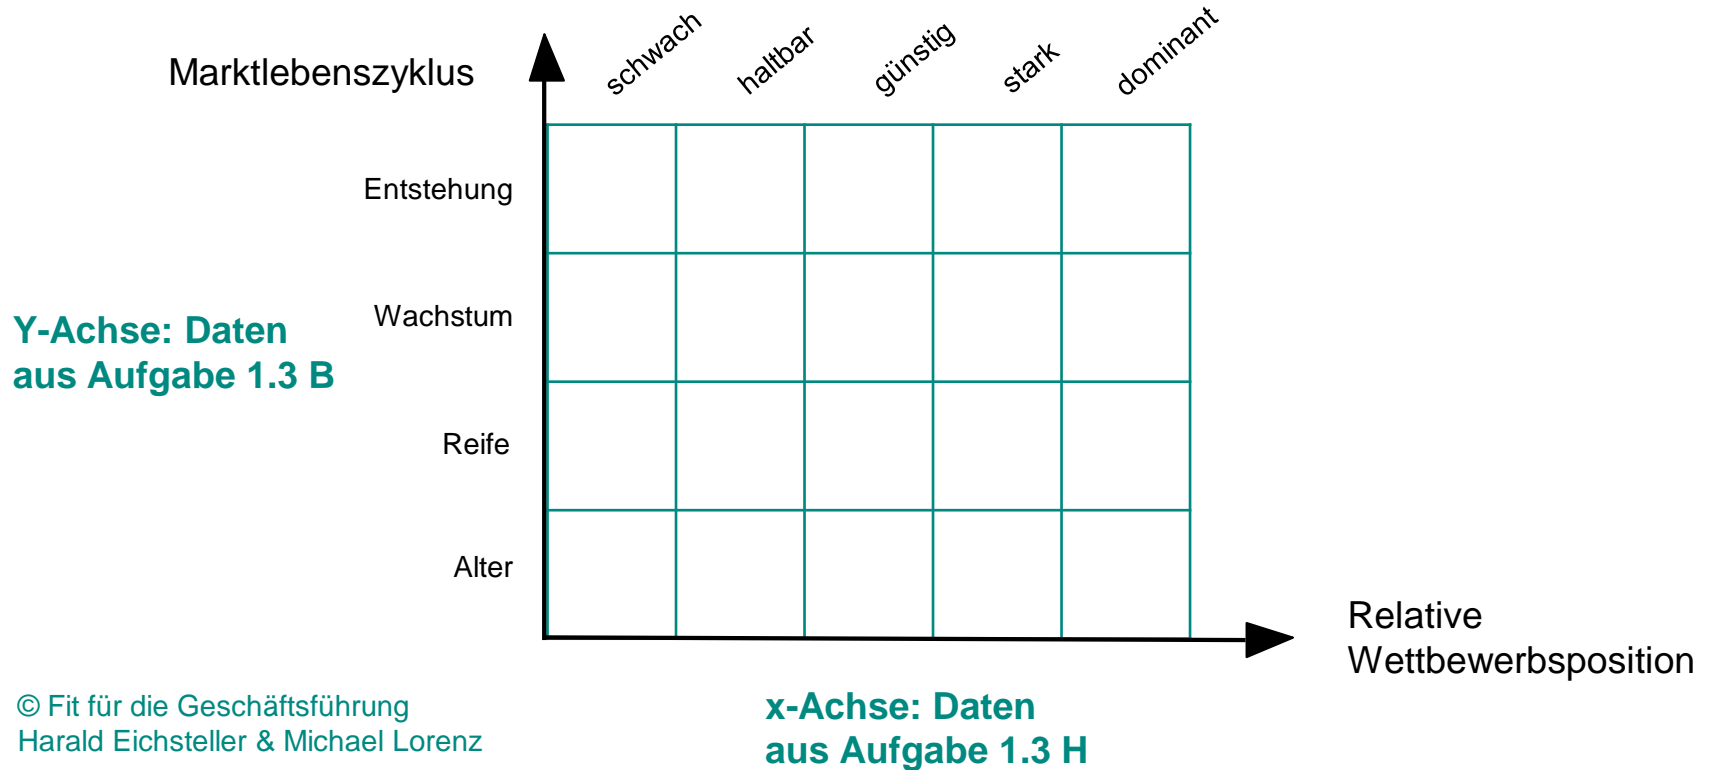 Marktlebenszyklus
schwach
haltbar
günstig
stark
dominant
Entstehung
Wachstum
Reife
Alter
Y-Achse: Daten
aus Aufgabe 1.3 B
Relative
Wettbewerbsposition
x-Achse: Daten
aus Aufgabe 1.3 H
© Fit für die Geschäftsführung
Harald Eichsteller & Michael Lorenz